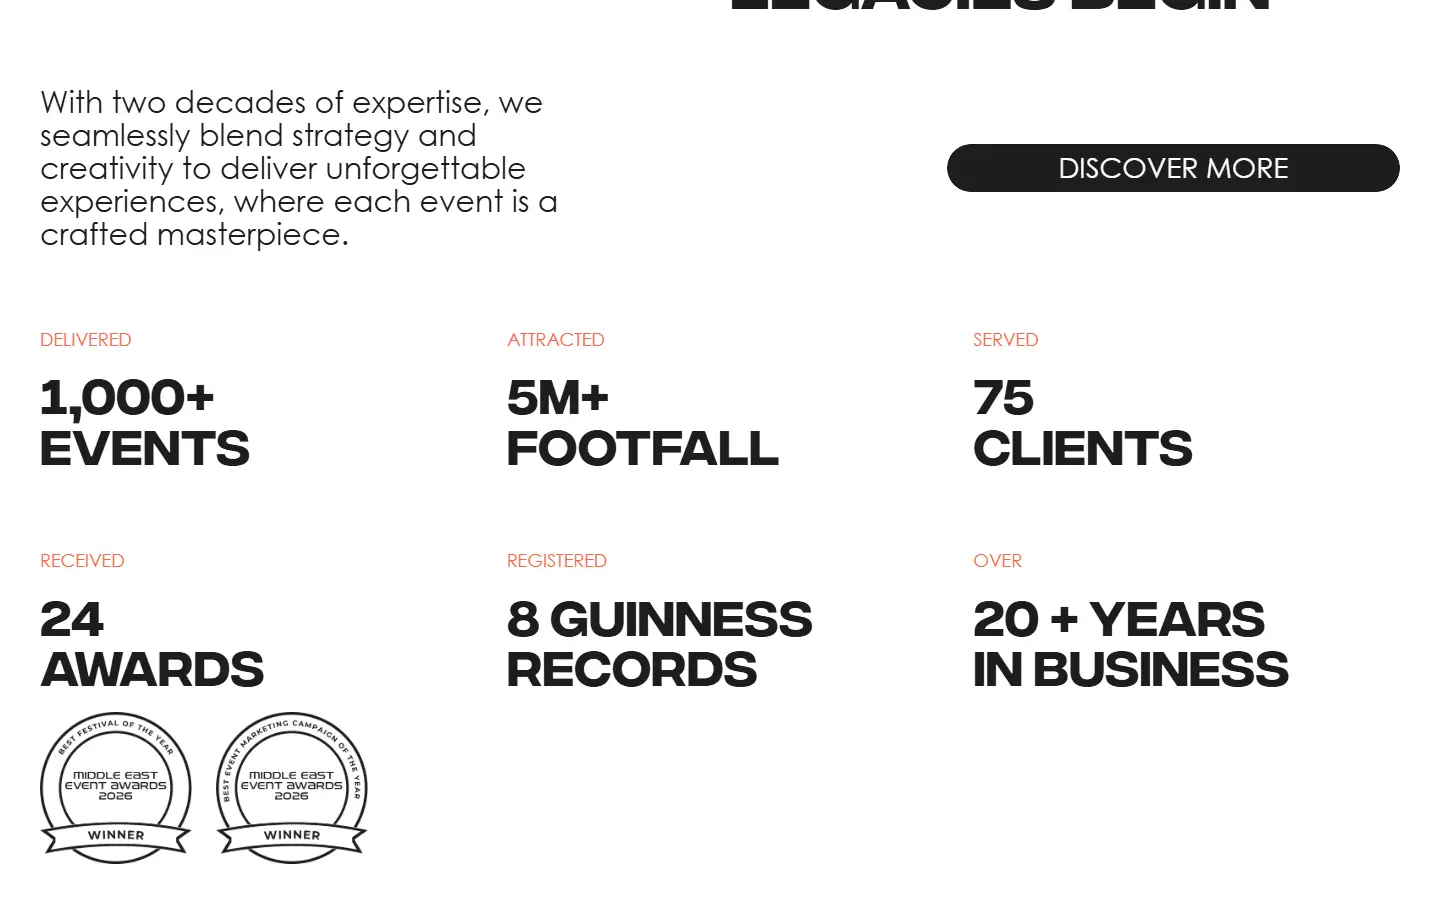 LEGACIES BEGIN
With two decades of expertise, we
seamlessly blend strategy and
creativity to deliver unforgettable
experiences, where each event is a
crafted masterpiece.
DISCOVER MORE
DELIVERED
1,000+
EVENTS
ATTRACTED
5M+
FOOTFALL
SERVED
75
CLIENTS
RECEIVED
24
AWARDS
REGISTERED
8 GUINNESS
RECORDS
OVER
20 + YEARS
IN BUSINESS
BEST FESTIVAL OF THE YEAR
MIDDLE EAST
EVENT AWARDS
2026
WINNER
BEST EVENT MARKETING CAMPAIGN OF THE YEAR
MIDDLE EAST
EVENT AWARDS
2026
WINNER